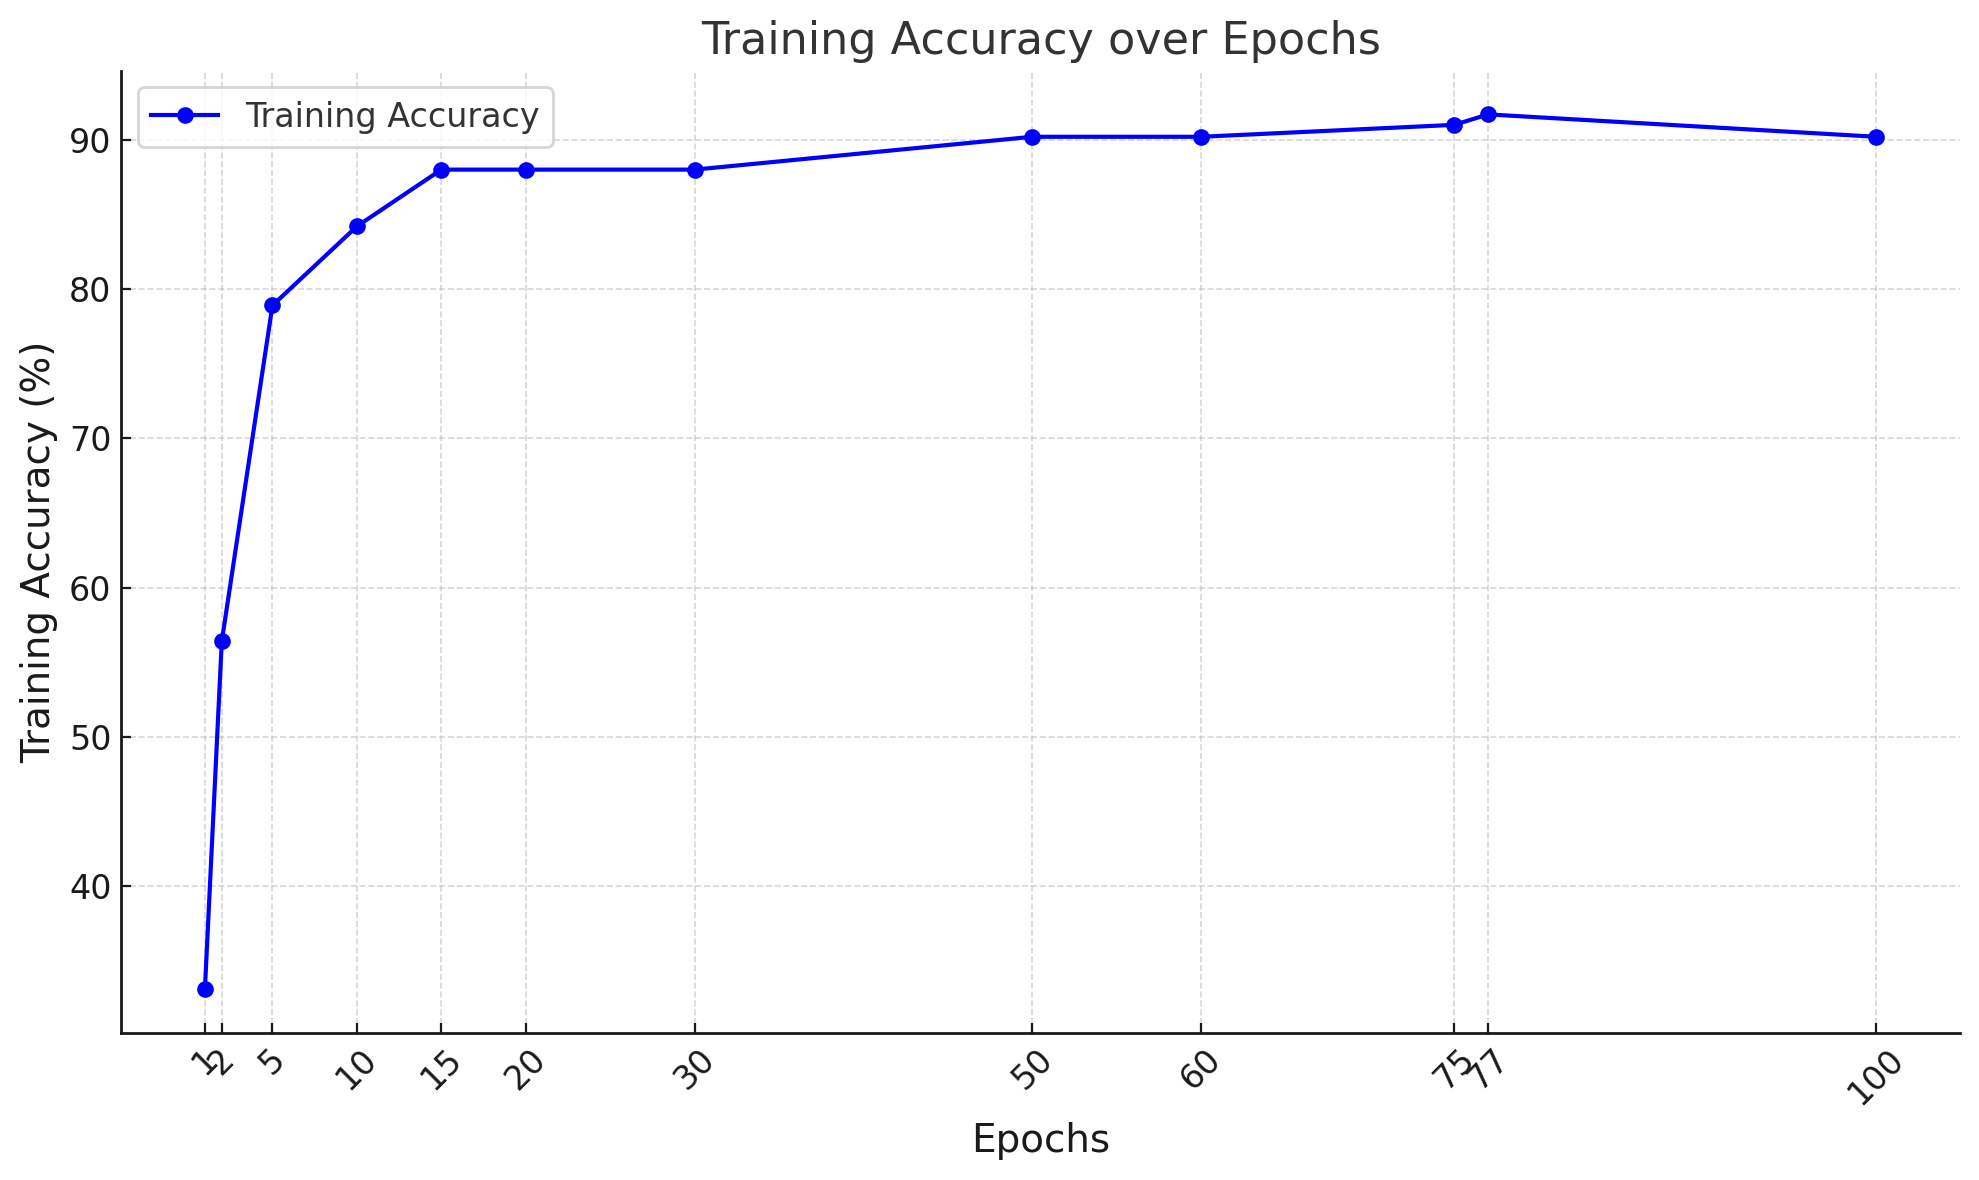 Training Accuracy over Epochs
Training Accuracy
Training Accuracy (%)
90
80
70
60
50
40
1 2 5 10 15 20 30 50 60 75 77 100
Epochs